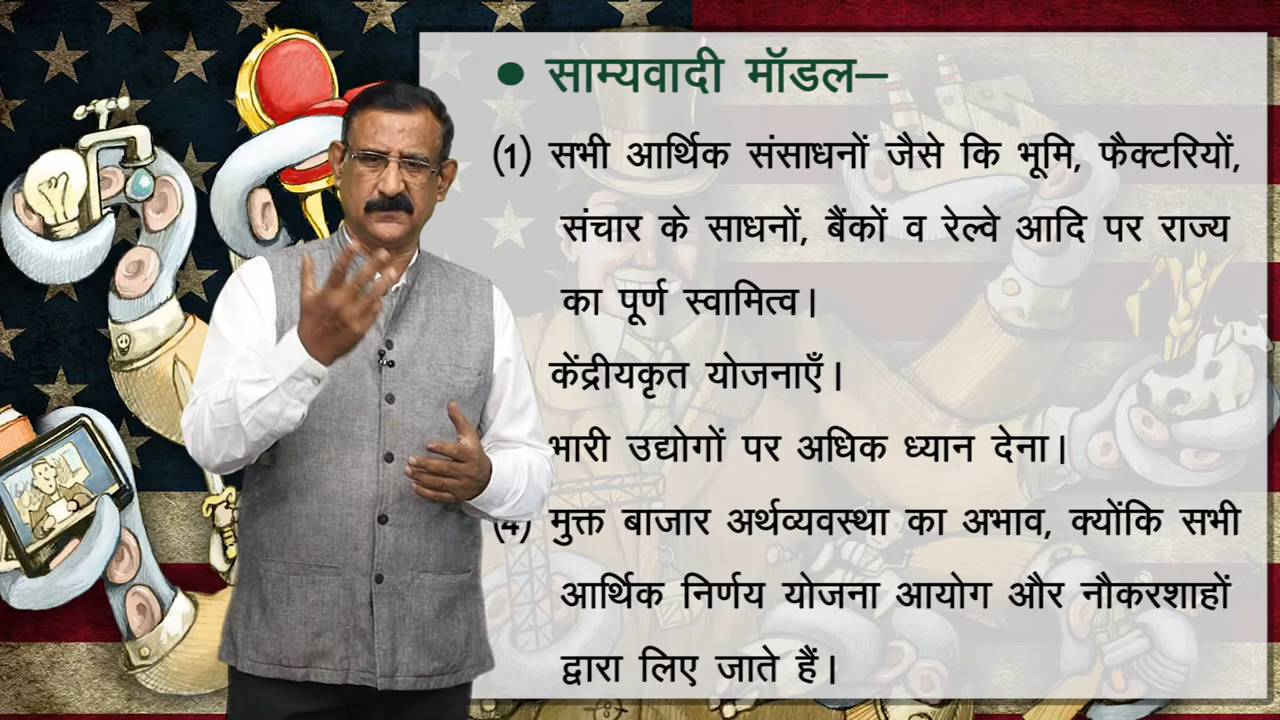 ● साम्यवादी मॉडल—
(1) सभी आर्थिक संसाधनों जैसे कि भूमि, फैक्टरियों,
संचार के साधनों, बैंकों व रेल्वे आदि पर राज्य
का पूर्ण स्वामित्व।
केंद्रीयकृत योजनाएँ।
भारी उद्योगों पर अधिक ध्यान देना।
(4) मुक्त बाजार अर्थव्यवस्था का अभाव, क्योंकि सभी
आर्थिक निर्णय योजना आयोग और नौकरशाहों
द्वारा लिए जाते हैं।